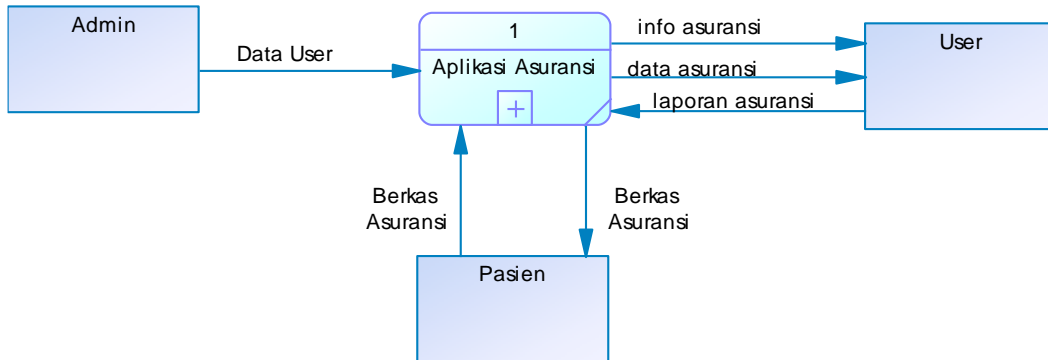 Admin
Data User
1
Aplikasi Asuransi
info asuransi
data asuransi
laporan asuransi
User
Berkas
Asuransi
Berkas
Asuransi
Pasien